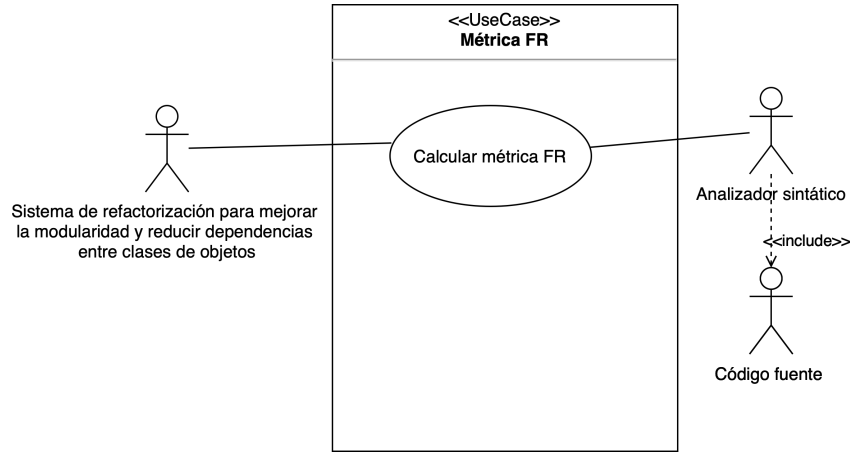 <<UseCase>>
Métrica FR
Calcular métrica FR
Sistema de refactorización para mejorar
la modularidad y reducir dependencias
entre clases de objetos
Analizador sintático
<<include>>
Código fuente